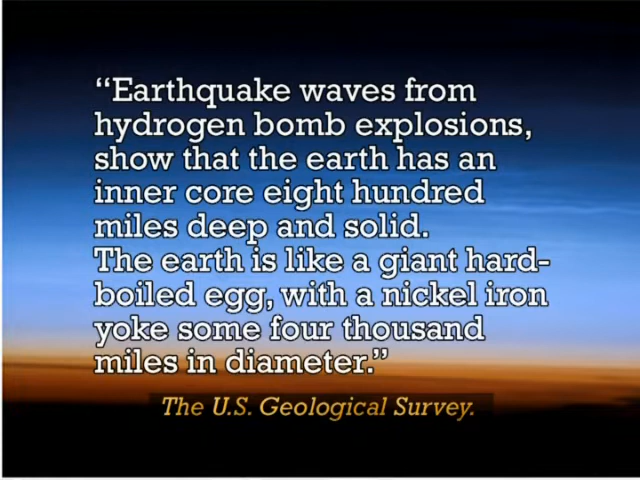 “Earthquake waves from
hydrogen bomb explosions,
show that the earth has an
inner core eight hundred
miles deep and solid.
The earth is like a giant hard-
boiled egg, with a nickel iron
yoke some four thousand
miles in diameter.”
The U.S. Geological Survey.